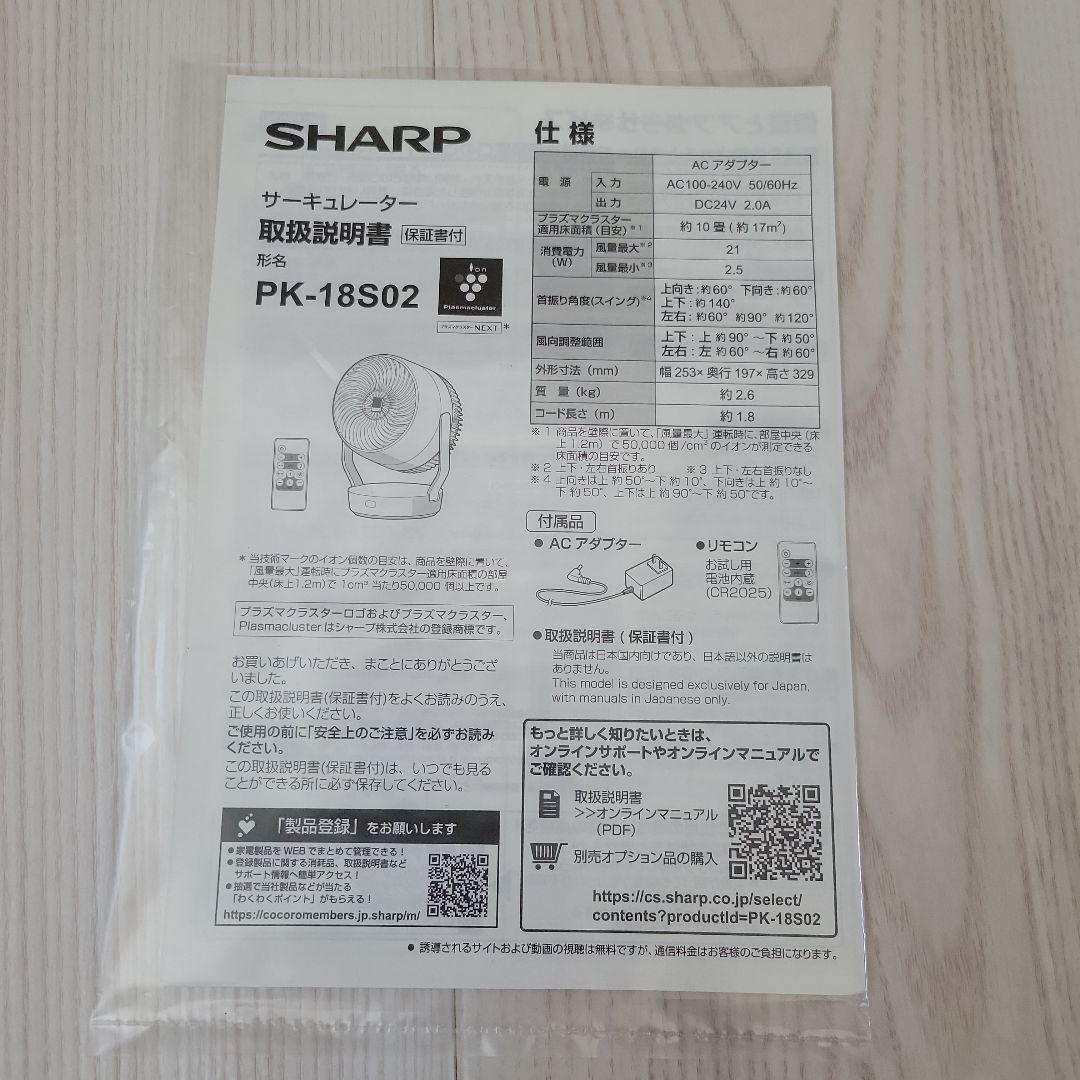 SHARP
サーキュレーター
取扱説明書 保証書付
形名
PK-18S02
ion
Plasmacluster
プラズマクラスター NEXT *
* 当技術マークのイオン個数の目安は、商品を壁際に置いて、
「風量最大」運転時にプラズマクラスター適用床面積の部屋
中央(床上1.2m)で1cm³当たり50,000個以上です。
プラズマクラスターロゴおよびプラズマクラスター、
Plasmaclusterはシャープ株式会社の登録商標です。
お買いあげいただき、まことにありがとうござ
いました。
この取扱説明書(保証書付)をよくお読みのうえ、
正しくお使いください。
ご使用の前に「安全上のご注意」を必ずお読み
ください。
この取扱説明書(保証書付)は、いつでも見る
ことができる所に必ず保存してください。
「製品登録」をお願いします
●家電製品をWEBでまとめて管理できる!
●登録製品に関する消耗品、取扱説明書など
サポート情報へ簡単アクセス!
●抽選で当社製品などが当たる
「わくわくポイント」がもらえる!
https://cocoromembers.jp.sharp/m/
仕様
電源 ACアダプター
入力 AC100-240V 50/60Hz
出力 DC24V 2.0A
プラズマクラスター
適用床面積(目安)※1 約10畳(約17m²)
消費電力(W) 風量最大※2 21
風量最小※3 2.5
首振り角度(スイング)※4 上向き:約60° 下向き:約60°
上下:約140°
左右:約60° 約90° 約120°
風向調整範囲 上下:上 約90°～下 約50°
左右:左 約60°～右 約60°
外形寸法(mm) 幅253×奥行197×高さ329
質量(kg) 約2.6
コード長さ(m) 約1.8
※1 商品を壁際に置いて、「風量最大」運転時に、部屋中央(床
上1.2m)で50,000個/cm³のイオンが測定できる
床面積の目安です。
※2 上下・左右首振りあり ※3 上下・左右首振りなし
※4 上向きは上 約50°～下 約10°、下向きは上 約10°～
下 約50°、上下は上 約90°～下 約50°です。
付属品
●ACアダプター
●リモコン
お試し用
電池内蔵
(CR2025)
●取扱説明書(保証書付)
当商品は日本国内向けであり、日本語以外の説明書は
ありません。
This model is designed exclusively for Japan,
with manuals in Japanese only.
もっと詳しく知りたいときは、
オンラインサポートやオンラインマニュアルで
ご確認ください。
取扱説明書
>>オンラインマニュアル
(PDF)
別売オプション品の購入
https://cs.sharp.co.jp/select/
contents?productId=PK-18S02
●誘導されるサイトおよび動画の視聴は無料ですが、通信料金はお客様のご負担になります。